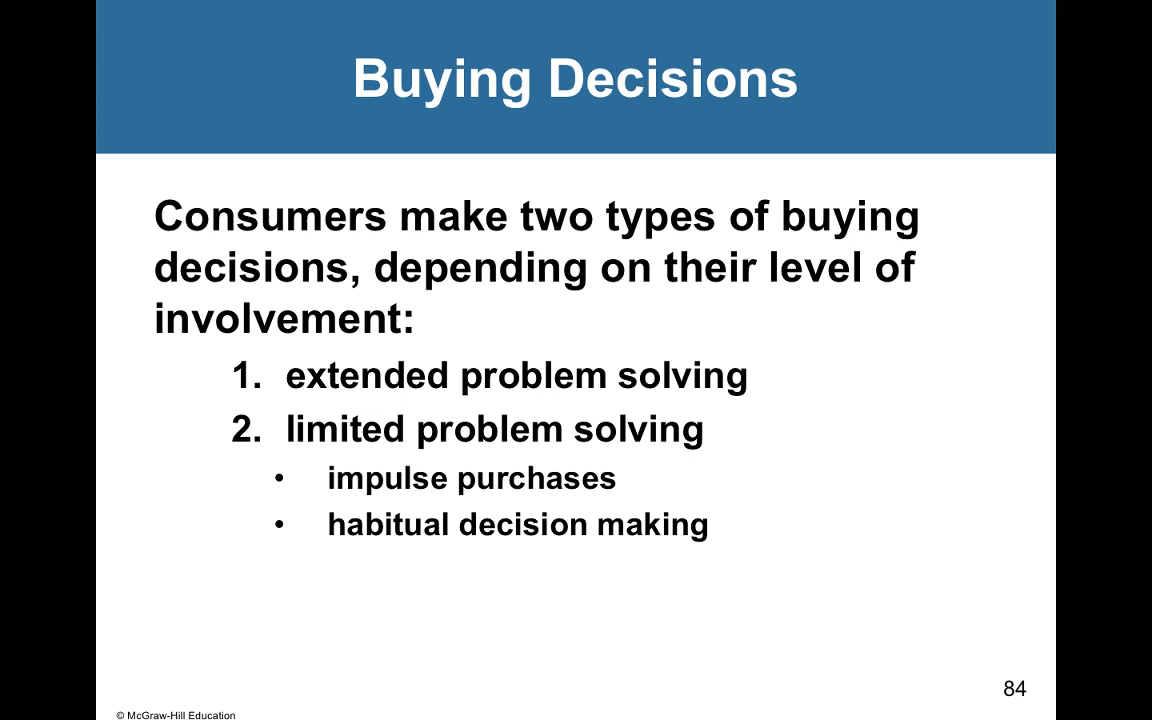 Buying Decisions
Consumers make two types of buying
decisions, depending on their level of
involvement:
1. extended problem solving
2. limited problem solving
• impulse purchases
• habitual decision making
84
© McGraw-Hill Education